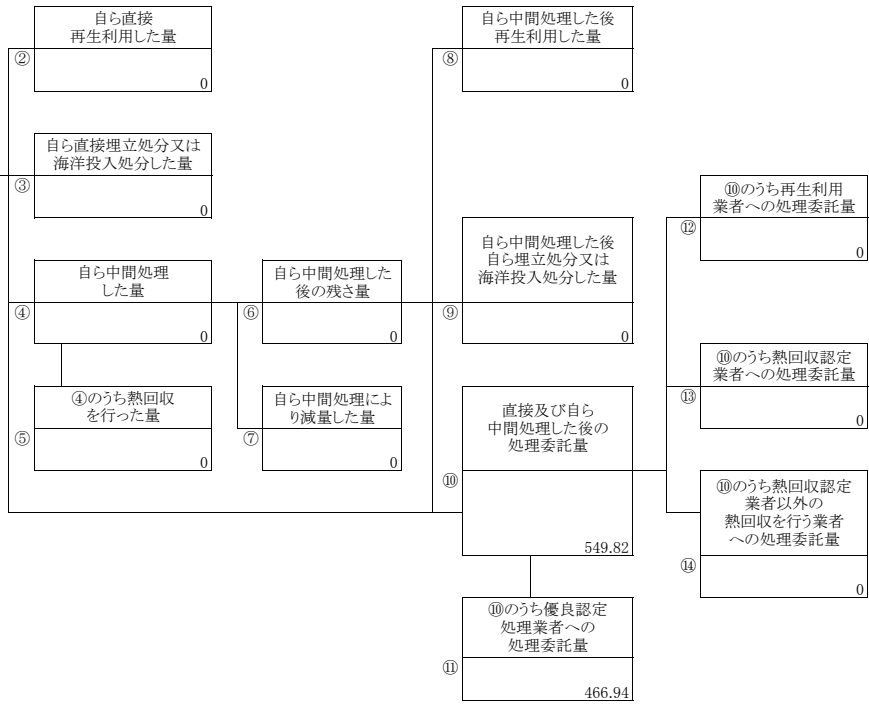 自ら直接
再生利用した量
②
0
自ら直接埋立処分又は
海洋投入処分した量
③
0
自ら中間処理
した量
④
0
④のうち熱回収
を行った量
⑤
0
自ら中間処理した
後の残さ量
⑥
0
自ら中間処理によ
り減量した量
⑦
0
自ら中間処理した後
再生利用した量
⑧
0
自ら中間処理した後
自ら埋立処分又は
海洋投入処分した量
⑨
0
直接及び自ら
中間処理した後の
処理委託量
⑩
549.82
⑩のうち優良認定
処理業者への
処理委託量
⑪
466.94
⑩のうち再生利用
業者への処理委託量
⑫
0
⑩のうち熱回収認定
業者への処理委託量
⑬
0
⑩のうち熱回収認定
業者以外の
熱回収を行う業者
への処理委託量
⑭
0